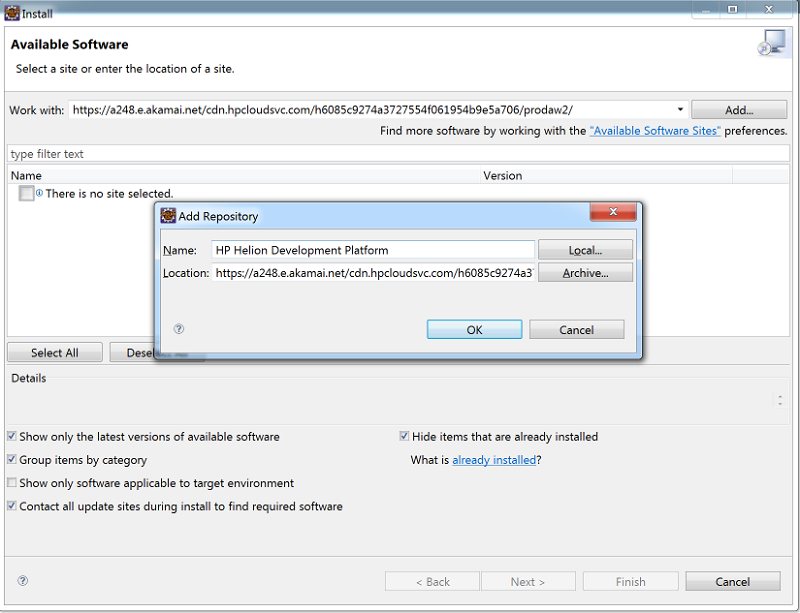 Install
Available Software
Select a site or enter the location of a site.
Work with: https://a248.e.akamai.net/cdn.hpcloudsvc.com/h6085c9274a3727554f061954b9e5a706/prodaw2/ Add...
Find more software by working with the "Available Software Sites" preferences.
type filter text
Name Version
There is no site selected.
Add Repository
Name: HP Helion Development Platform Local...
Location: https://a248.e.akamai.net/cdn.hpcloudsvc.com/h6085c9274a3 Archive...
OK Cancel
Select All Deselect All
Details
Show only the latest versions of available software Hide items that are already installed
Group items by category What is already installed?
Show only software applicable to target environment
Contact all update sites during install to find required software
< Back Next > Finish Cancel